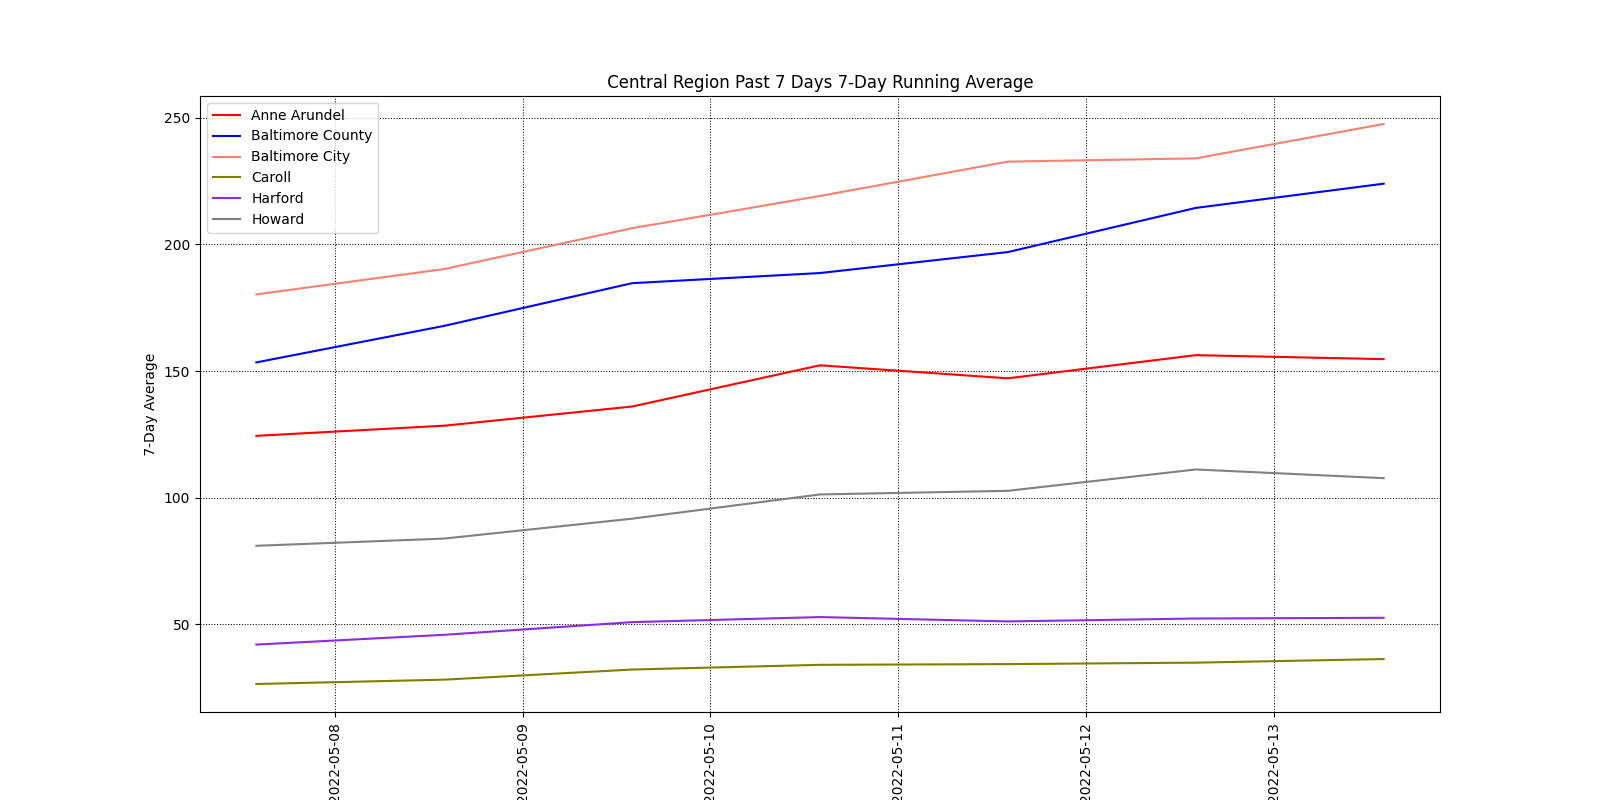 Central Region Past 7 Days 7-Day Running Average
Anne Arundel
Baltimore County
Baltimore City
Caroll
Harford
Howard
7-Day Average
250
200
150
100
50
2022-05-08
2022-05-09
2022-05-10
2022-05-11
2022-05-12
2022-05-13